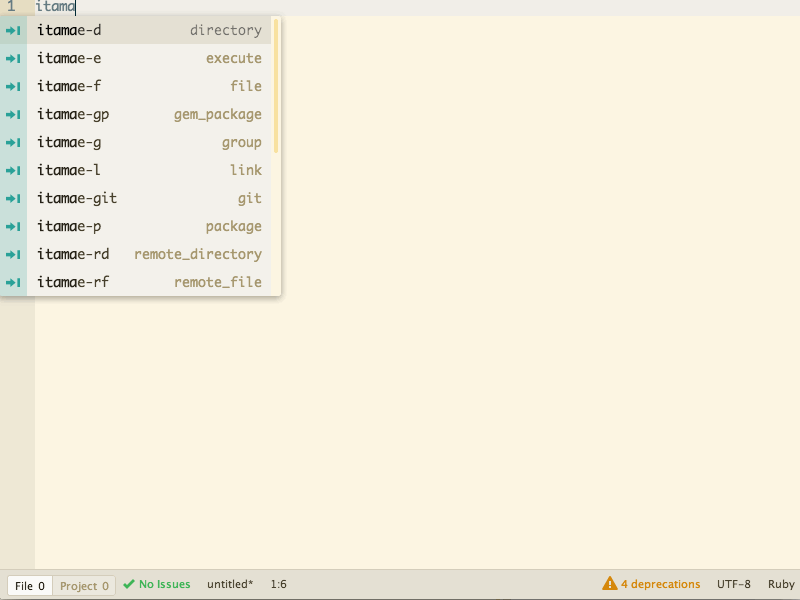 1 itama
itamae-d directory
itamae-e execute
itamae-f file
itamae-gp gem_package
itamae-g group
itamae-l link
itamae-git git
itamae-p package
itamae-rd remote_directory
itamae-rf remote_file
File 0 Project 0 No Issues untitled* 1:6 4 deprecations UTF-8 Ruby